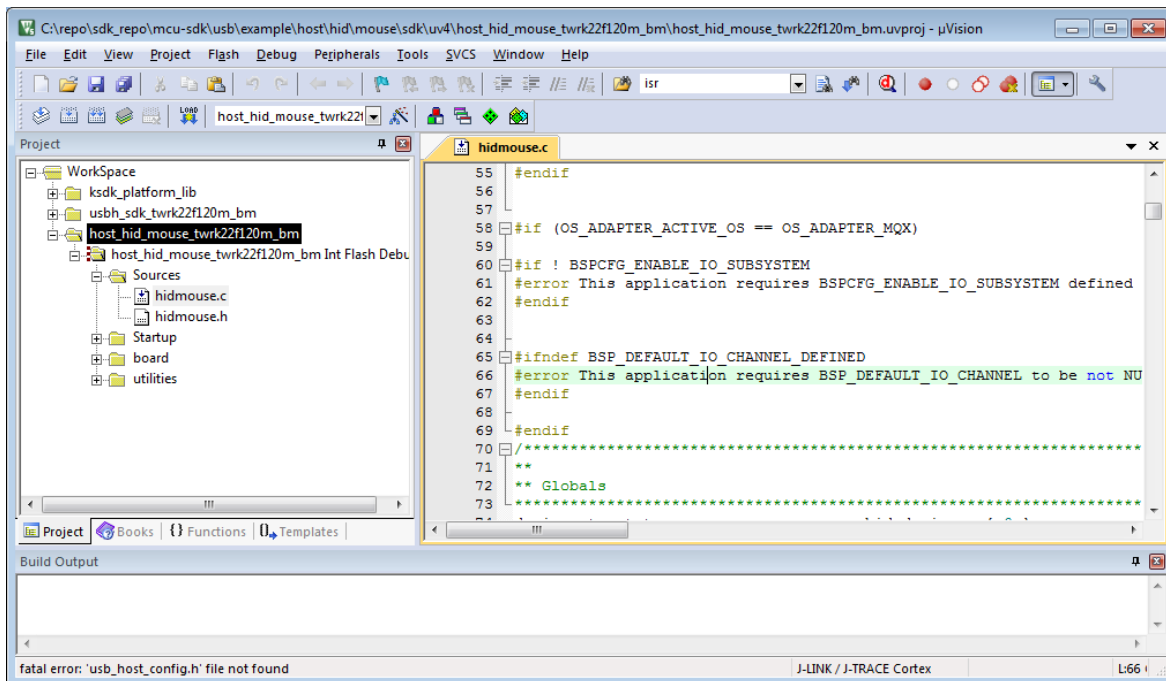 C:\repo\sdk_repo\mcu-sdk\usb\example\host\hid\mouse\sdk\uv4\host_hid_mouse_twrk22f120m_bm\host_hid_mouse_twrk22f120m_bm.uvproj - µVision
File Edit View Project Flash Debug Peripherals Tools SVCS Window Help
isr
LOAD host_hid_mouse_twrk22f
Project
hidmouse.c
WorkSpace
ksdk_platform_lib
usbh_sdk_twrk22f120m_bm
host_hid_mouse_twrk22f120m_bm
host_hid_mouse_twrk22f120m_bm Int Flash Debu
Sources
hidmouse.c
hidmouse.h
Startup
board
utilities
55 #endif
56
57
58 #if (OS_ADAPTER_ACTIVE_OS == OS_ADAPTER_MQX)
59
60 #if ! BSPCFG_ENABLE_IO_SUBSYSTEM
61 #error This application requires BSPCFG_ENABLE_IO_SUBSYSTEM defined
62 #endif
63
64
65 #ifndef BSP_DEFAULT_IO_CHANNEL_DEFINED
66 #error This application requires BSP_DEFAULT_IO_CHANNEL to be not NU
67 #endif
68
69 #endif
70 /******************************************************************
71 **
72 ** Globals
73 ******************************************************************
Project Books {} Functions Templates
Build Output
fatal error: 'usb_host_config.h' file not found
J-LINK / J-TRACE Cortex
L:66